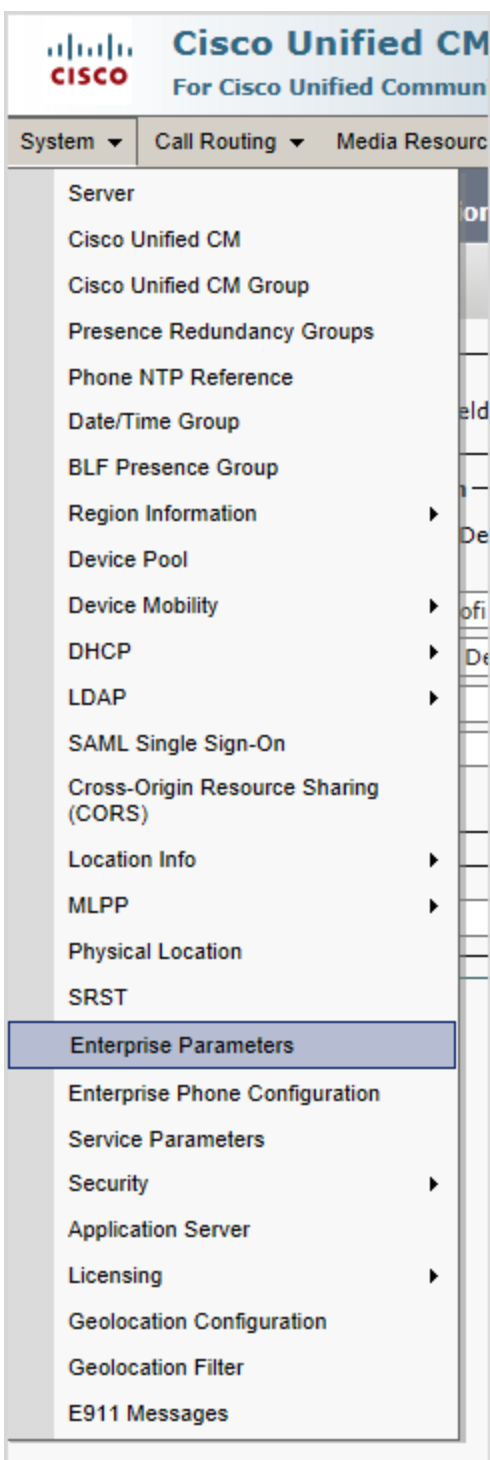 CISCO
Cisco Unified CM
For Cisco Unified
System
Call Routing
Media
Server
Cisco Unified CM
Cisco Unified CM Group
Presence Redundancy Groups
Phone NTP Reference
Date/Time Group
BLF Presence Group
Region Information
Device Pool
Device Mobility
DHCP
LDAP
SAML Single Sign-On
Cross-Origin Resource Sharing
(CORS)
Location Info
MLPP
Physical Location
SRST
Enterprise Parameters
Enterprise Phone Configuration
Service Parameters
Security
Application Server
Licensing
Geolocation Configuration
Geolocation Filter
E911 Messages